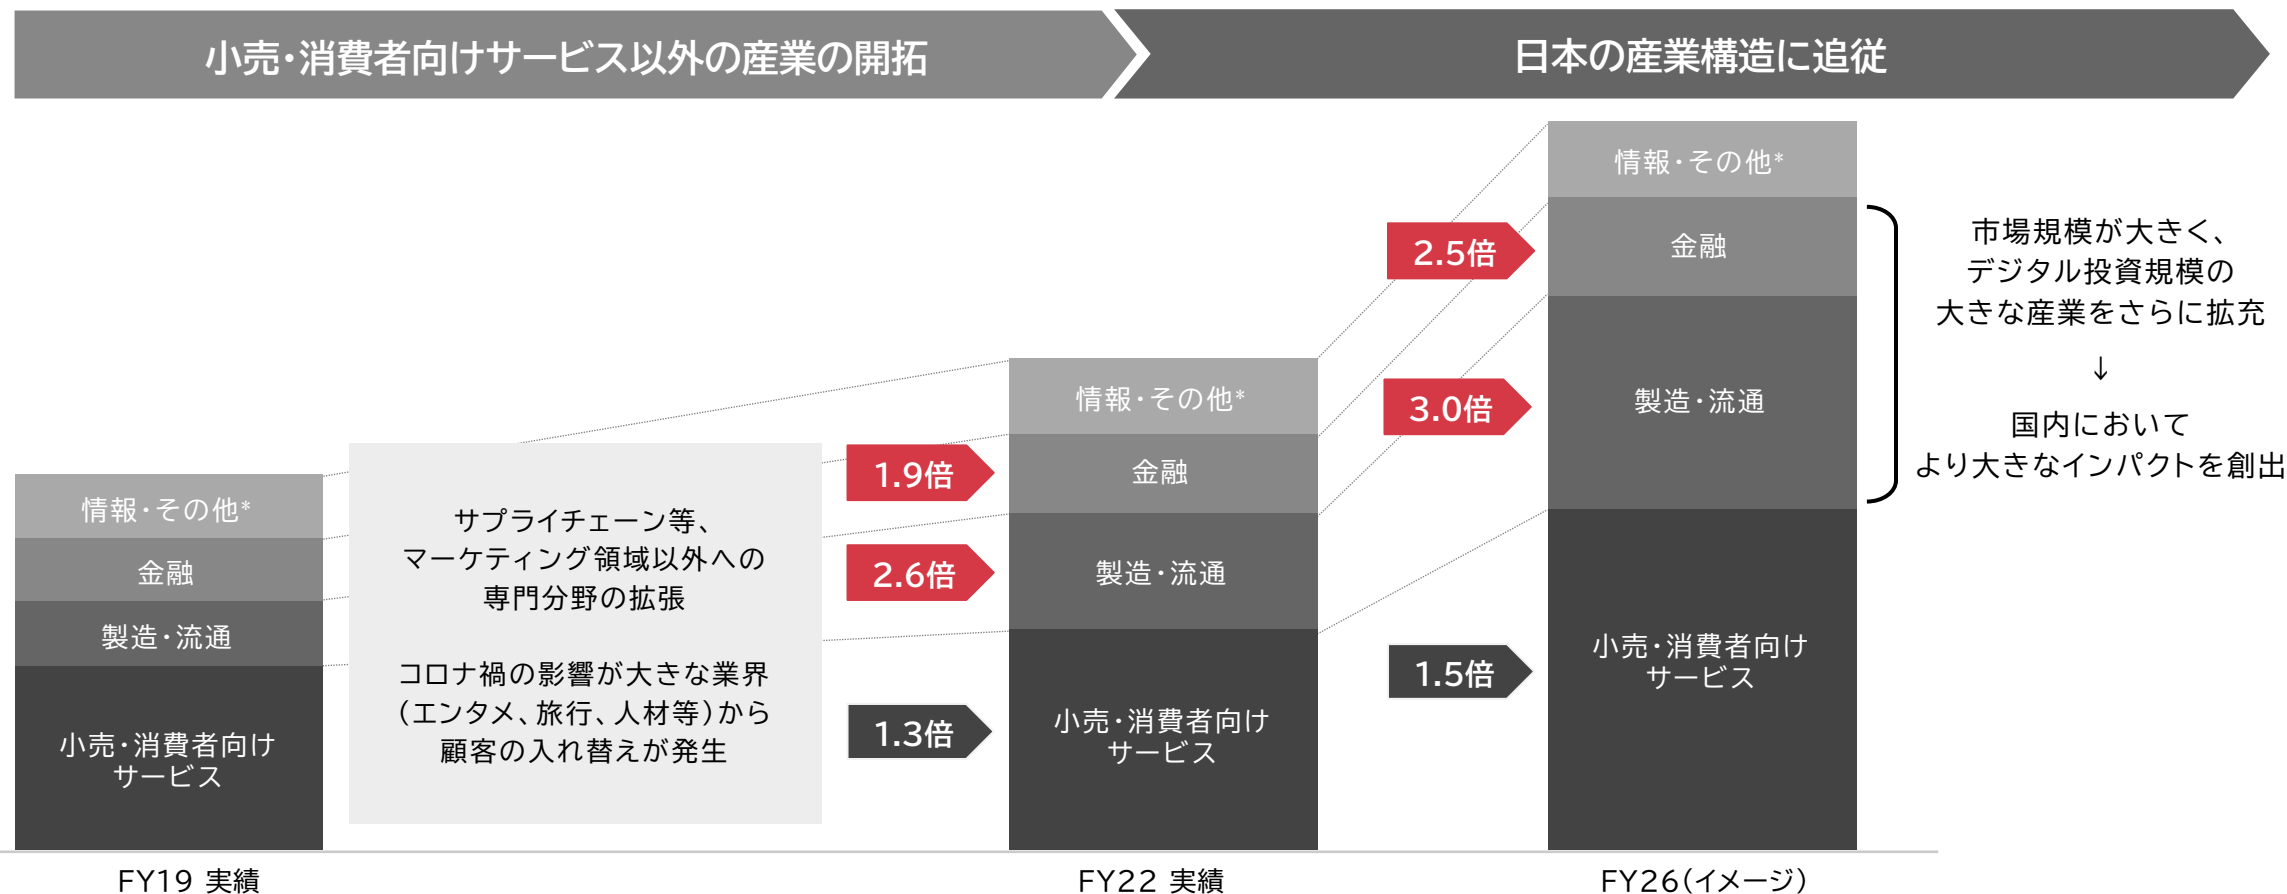 小売・消費者向けサービス以外の産業の開拓
日本の産業構造に追従
情報・その他*
金融
製造・流通
小売・消費者向け
サービス
FY19 実績
サプライチェーン等、
マーケティング領域以外への
専門分野の拡張
コロナ禍の影響が大きな業界
（エンタメ、旅行、人材等）から
顧客の入れ替えが発生
1.9倍
2.6倍
1.3倍
情報・その他*
金融
製造・流通
小売・消費者向け
サービス
FY22 実績
2.5倍
3.0倍
1.5倍
情報・その他*
金融
製造・流通
小売・消費者向け
サービス
FY26（イメージ）
市場規模が大きく、
デジタル投資規模の
大きな産業をさらに拡充
↓
国内において
より大きなインパクトを創出